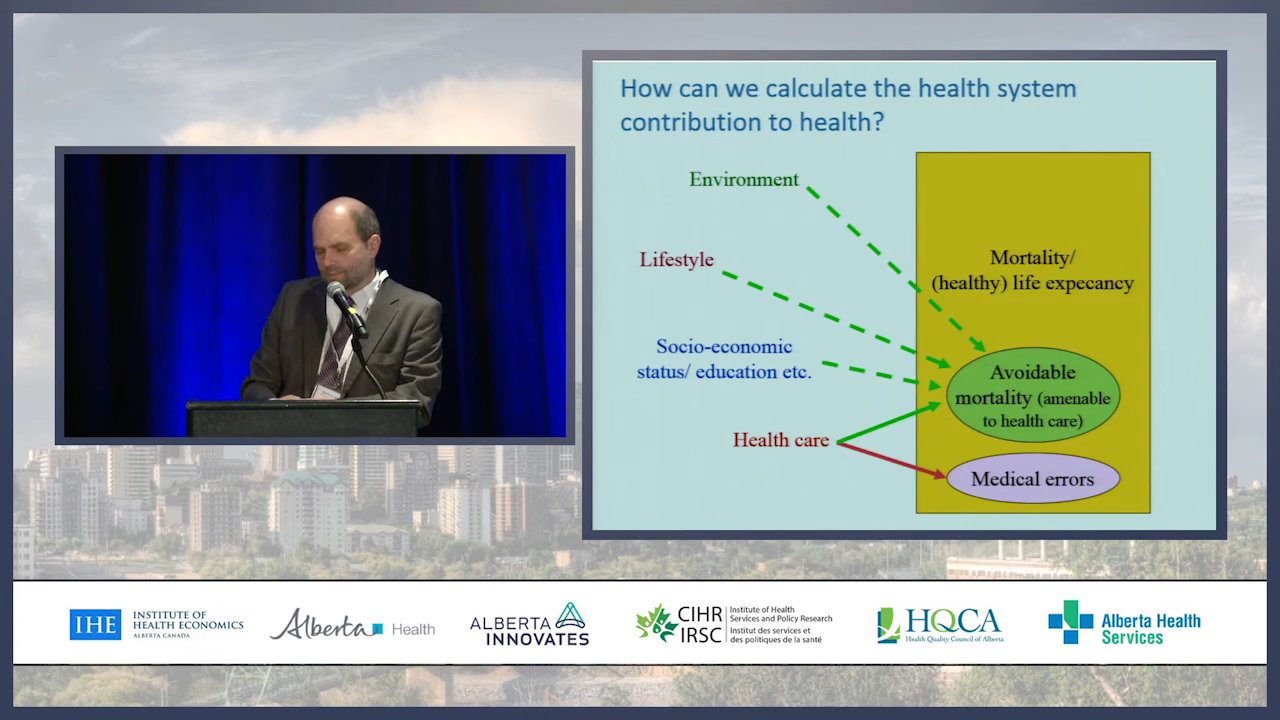 How can we calculate the health system
contribution to health?
Environment
Lifestyle
Socio-economic
status/ education etc.
Health care
Mortality/
(healthy) life expecancy
Avoidable
mortality (amenable
to health care)
Medical errors
IHE
INSTITUTE OF
HEALTH ECONOMICS
ALBERTA CANADA
Alberta Health
ALBERTA
INNOVATES
CIHR
IRSC
Institute of Health
Services and Policy Research
Institut des services et
des politiques de la santé
HQCA
Health Quality Council of Alberta
Alberta Health
Services